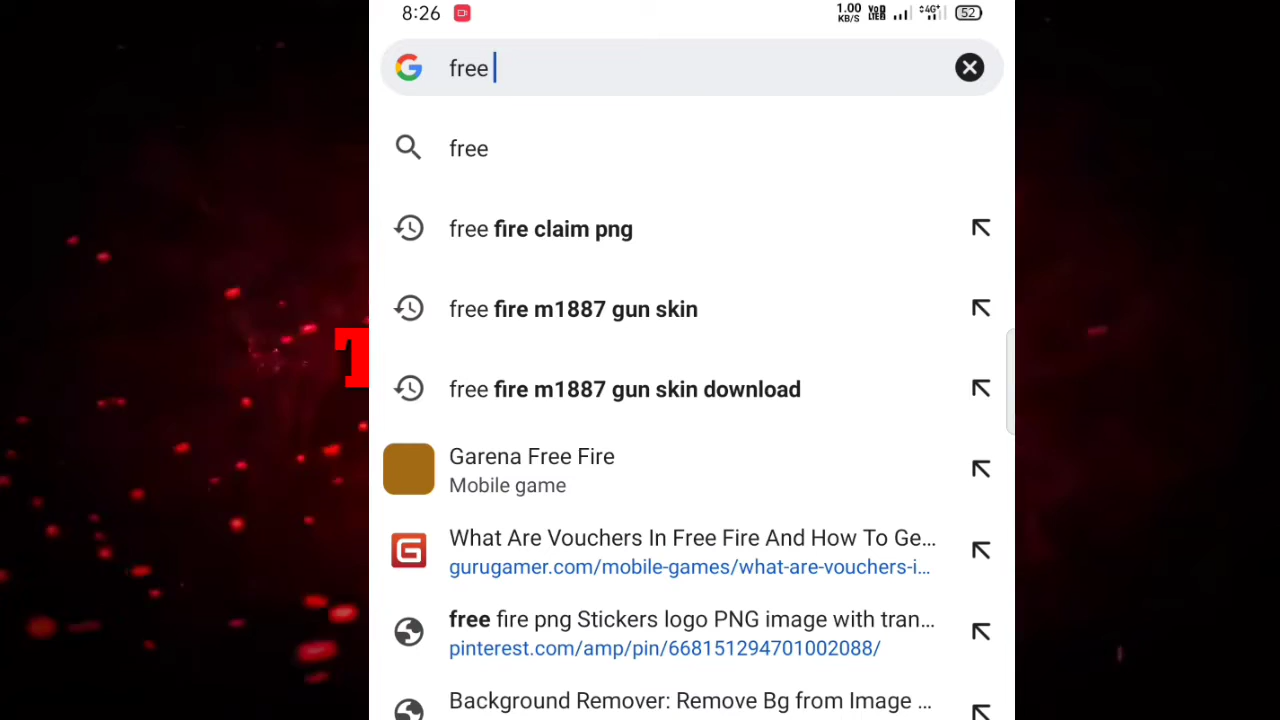 8:26
1.00 KB/S
VoD LTEB
4G+
52
free
free
free fire claim png
free fire m1887 gun skin
free fire m1887 gun skin download
Garena Free Fire
Mobile game
What Are Vouchers In Free Fire And How To Ge...
gurugamer.com/mobile-games/what-are-vouchers-i...
free fire png Stickers logo PNG image with tran...
pinterest.com/amp/pin/668151294701002088/
Background Remover: Remove Bg from Image ...